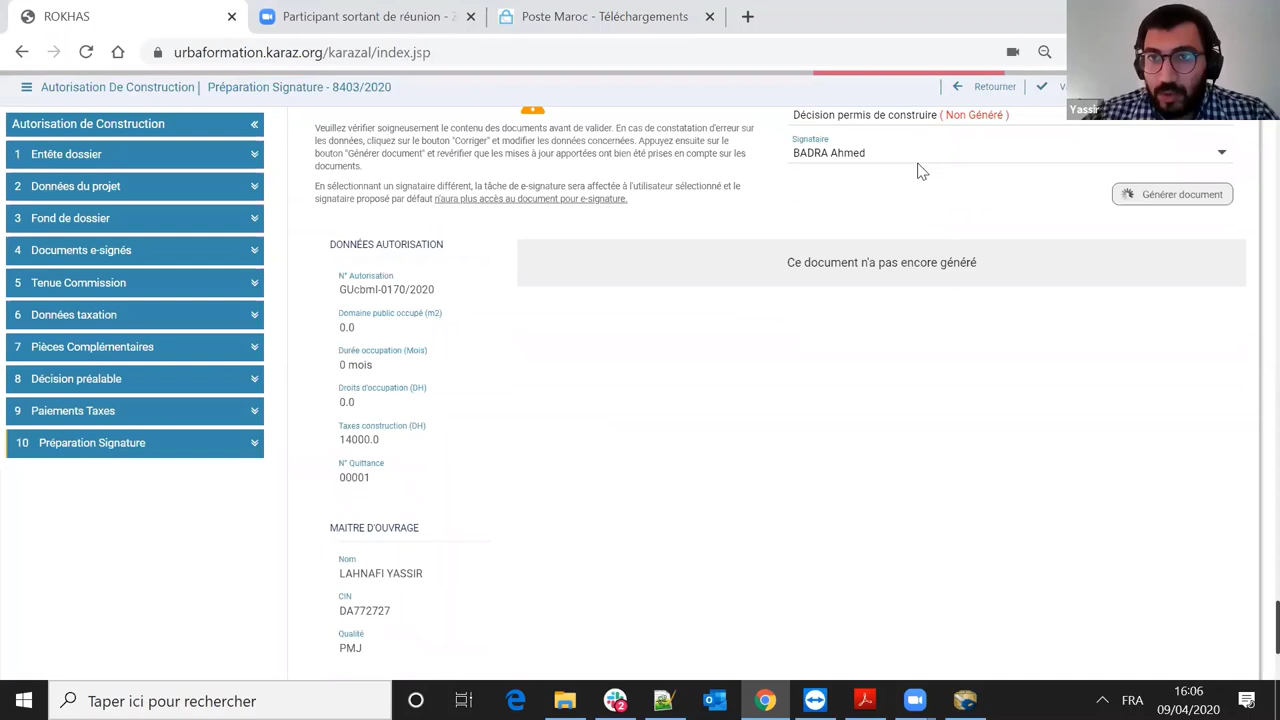 ROKHAS
Participant sortant de réunion - Z
Poste Maroc - Téléchargements
urbaformation.karaz.org/karazal/index.jsp
Autorisation De Construction | Préparation Signature - 8403/2020
Retourner
Yassir
Autorisation de Construction
1 Entête dossier
2 Données du projet
3 Fond de dossier
4 Documents e-signés
5 Tenue Commission
6 Données taxation
7 Pièces Complémentaires
8 Décision préalable
9 Paiements Taxes
10 Préparation Signature
Veuillez vérifier soigneusement le contenu des documents avant de valider. En cas de constatation d'erreur sur
les données, cliquez sur le bouton "Corriger" et modifier les données concernées. Appuyez ensuite sur le
bouton "Générer document" et revérifier que les mises à jour apportées ont bien été prises en compte sur les
documents.
En sélectionnant un signataire différent, la tâche de e-signature sera affectée à l'utilisateur sélectionné et le
signataire proposé par défaut n'aura plus accès au document pour e-signature.
Décision permis de construire ( Non Généré )
Signataire
BADRA Ahmed
Générer document
DONNÉES AUTORISATION
N° Autorisation
GUcbml-0170/2020
Domaine public occupé (m2)
0.0
Durée occupation (Mois)
0 mois
Droits d'occupation (DH)
0.0
Taxes construction (DH)
14000.0
N° Quittance
00001
Ce document n'a pas encore généré
MAITRE D'OUVRAGE
Nom
LAHNAFI YASSIR
CIN
DA772727
Qualité
PMJ
Taper ici pour rechercher
2
FRA
16:06
09/04/2020